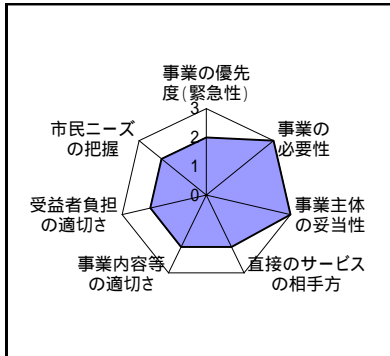 事業の優先
度(緊急性)
3
2
1
0
事業の
必要性
事業主体
の妥当性
直接のサービス
の相手方
事業内容等
の適切さ
受益者負担
の適切さ
市民ニーズ
の把握